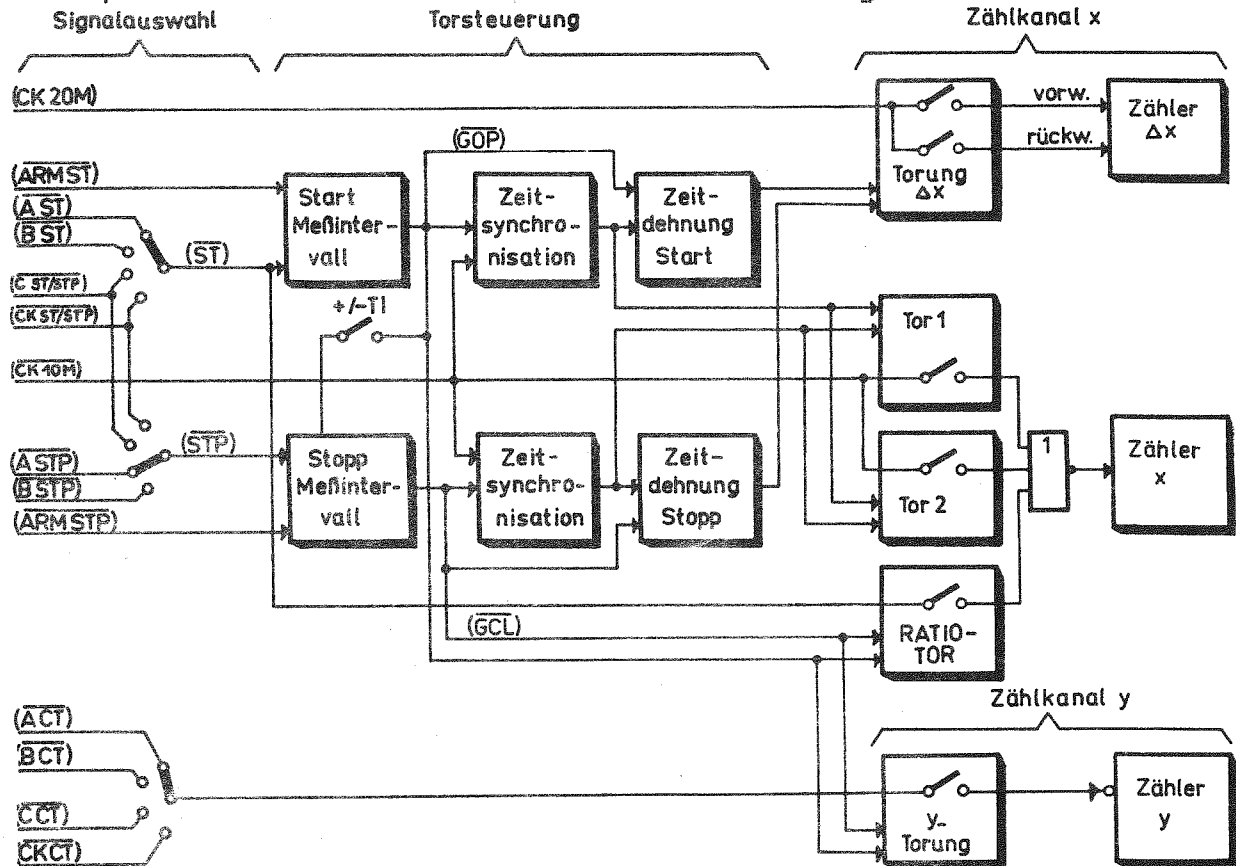 Signalauswahl
Torsteuerung
Zählkanal x
(CK 20M)
vorw.
rückw.
Torung
Δx
Zähler
Δx
(GOP)
(ARM ST)
(A ST)
(B ST)
(ST)
(C ST/STP)
(CK ST/STP)
Start
Meßinter-
vall
Zeit-
synchro-
nisation
Zeit-
dehnung
Start
+/-TI
Tor 1
(CK 10M)
(STP)
(A STP)
(B STP)
(ARM STP)
Stopp
Meßinter-
vall
Zeit-
synchro-
nisation
Zeit-
dehnung
Stopp
Tor 2
1
Zähler
x
(GCL)
RATIO-
TOR
Zählkanal y
(A CT)
(B CT)
(C CT)
(CK CT)
y-
Torung
Zähler
y